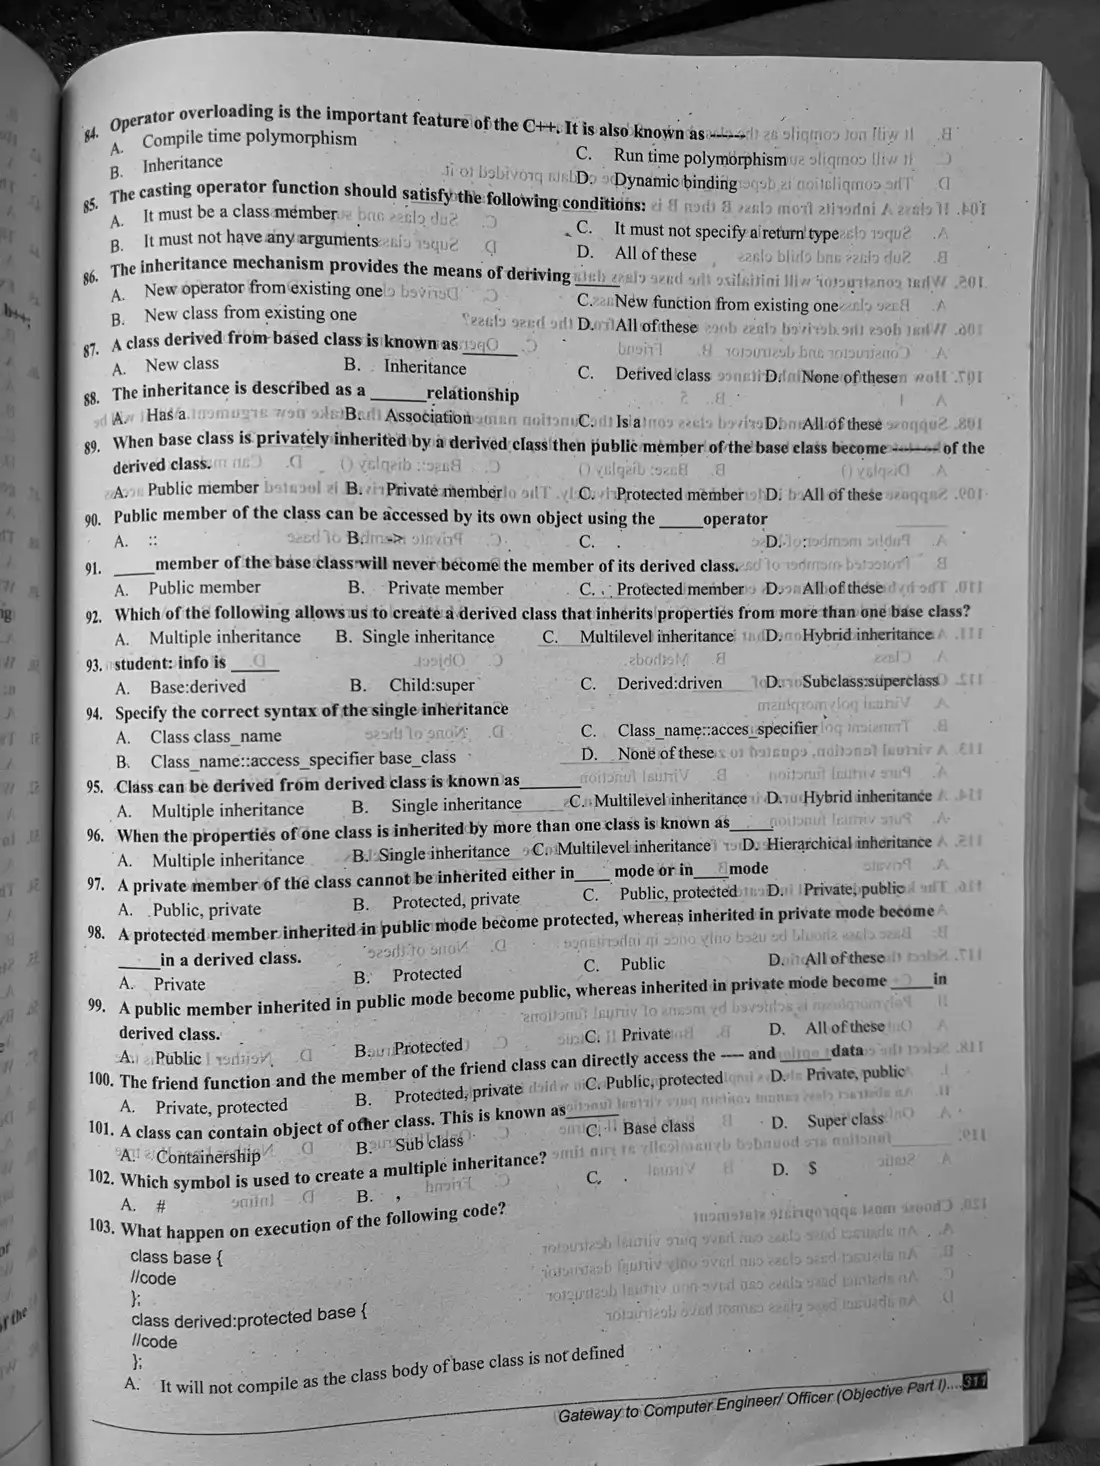 84. Operator overloading is the important feature of the C++. It is also known as ------
A. Compile time polymorphism
C. Run time polymorphism
B. Inheritance
D. Dynamic binding
85. The casting operator function should satisfy the following conditions:
A. It must be a class member
C. It must not specify a return type
B. It must not have any arguments
D. All of these
86. The inheritance mechanism provides the means of deriving _____
A. New operator from existing one
C. New function from existing one
B. New class from existing one
D. All of these
87. A class derived from based class is known as ______
A. New class B. Inheritance C. Derived class D. None of these
88. The inheritance is described as a ______relationship
A. Has a B. Association C. Is a D. All of these
89. When base class is privately inherited by a derived class then public member of the base class become ------- of the
derived class.
A. Public member B. Private member C. Protected member D. All of these
90. Public member of the class can be accessed by its own object using the _____operator
A. :: B. -> C. . D. :
91. _____member of the base class will never become the member of its derived class.
A. Public member B. Private member C. Protected member D. All of these
92. Which of the following allows us to create a derived class that inherits properties from more than one base class?
A. Multiple inheritance B. Single inheritance C. Multilevel inheritance D. Hybrid inheritance
93. student: info is _____
A. Base:derived B. Child:super C. Derived:driven D. Subclass:superclass
94. Specify the correct syntax of the single inheritance
A. Class class_name C. Class_name::acces_specifier
B. Class_name::access_specifier base_class D. None of these
95. Class can be derived from derived class is known as_______
A. Multiple inheritance B. Single inheritance C. Multilevel inheritance D. Hybrid inheritance
96. When the properties of one class is inherited by more than one class is known as_____
A. Multiple inheritance B. Single inheritance C. Multilevel inheritance D. Hierarchical inheritance
97. A private member of the class cannot be inherited either in____ mode or in____mode
A. Public, private B. Protected, private C. Public, protected D. Private, public
98. A protected member inherited in public mode become protected, whereas inherited in private mode become
_____in a derived class.
A. Private B. Protected C. Public D. All of these
99. A public member inherited in public mode become public, whereas inherited in private mode become _____in
derived class.
A. Public B. Protected C. Private D. All of these
100. The friend function and the member of the friend class can directly access the ---- and ______data
A. Private, protected B. Protected, private C. Public, protected D. Private, public
101. A class can contain object of other class. This is known as______
A. Containership B. Sub class C. Base class D. Super class
102. Which symbol is used to create a multiple inheritance?
A. # B. , C. . D. $
103. What happen on execution of the following code?
class base {
//code
};
class derived:protected base {
//code
};
A. It will not compile as the class body of base class is not defined
Gateway to Computer Engineer/ Officer (Objective Part I)....311